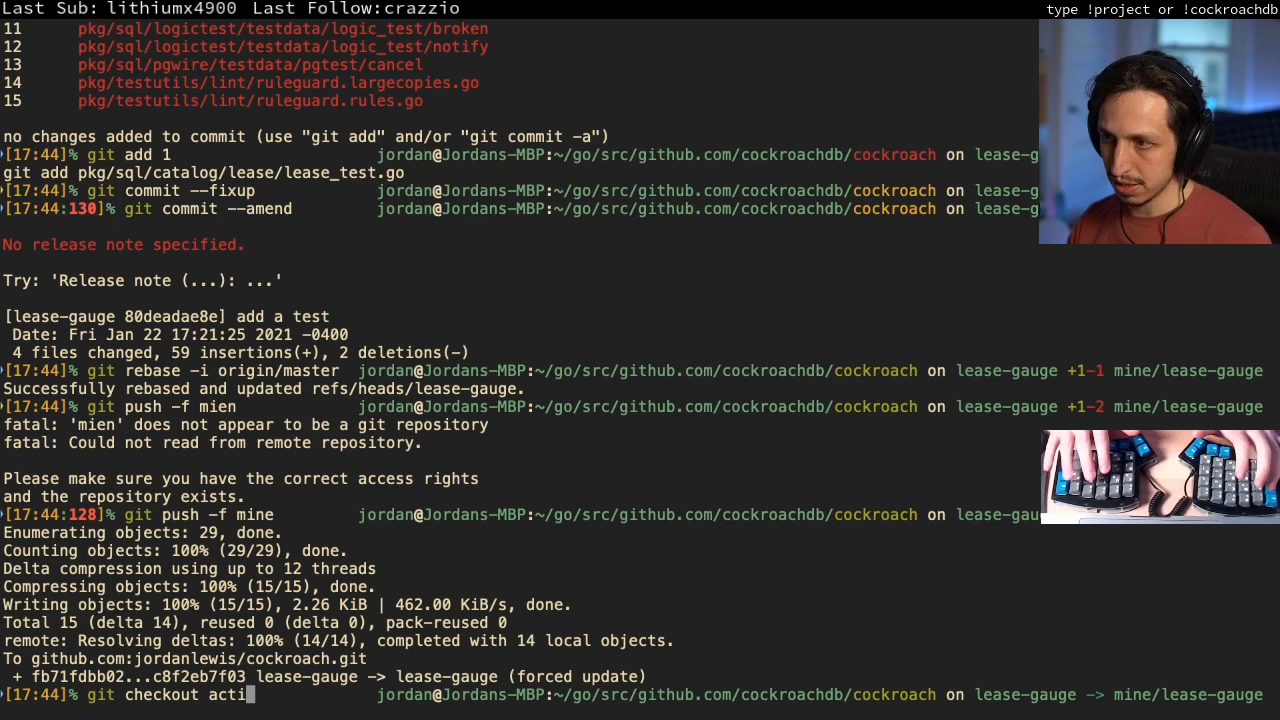 Last Sub: lithiumx4900 Last Follow:crazzio
type !project or !cockroachdb
11 pkg/sql/logictest/testdata/logic_test/broken
12 pkg/sql/logictest/testdata/logic_test/notify
13 pkg/sql/pgwire/testdata/pgtest/cancel
14 pkg/testutils/lint/ruleguard.largecopies.go
15 pkg/testutils/lint/ruleguard.rules.go
no changes added to commit (use "git add" and/or "git commit -a")
[17:44]% git add 1 jordan@Jordans-MBP:~/go/src/github.com/cockroachdb/cockroach on lease-g
git add pkg/sql/catalog/lease/lease_test.go
[17:44]% git commit --fixup jordan@Jordans-MBP:~/go/src/github.com/cockroachdb/cockroach on lease-g
[17:44:130]% git commit --amend jordan@Jordans-MBP:~/go/src/github.com/cockroachdb/cockroach on lease-g
No release note specified.
Try: 'Release note (...): ...'
[lease-gauge 80deadae8e] add a test
Date: Fri Jan 22 17:21:25 2021 -0400
4 files changed, 59 insertions(+), 2 deletions(-)
[17:44]% git rebase -i origin/master jordan@Jordans-MBP:~/go/src/github.com/cockroachdb/cockroach on lease-gauge +1-1 mine/lease-gauge
Successfully rebased and updated refs/heads/lease-gauge.
[17:44]% git push -f mien jordan@Jordans-MBP:~/go/src/github.com/cockroachdb/cockroach on lease-gauge +1-2 mine/lease-gauge
fatal: 'mien' does not appear to be a git repository
fatal: Could not read from remote repository.
Please make sure you have the correct access rights
and the repository exists.
[17:44:128]% git push -f mine jordan@Jordans-MBP:~/go/src/github.com/cockroachdb/cockroach on lease-gau
Enumerating objects: 29, done.
Counting objects: 100% (29/29), done.
Delta compression using up to 12 threads
Compressing objects: 100% (15/15), done.
Writing objects: 100% (15/15), 2.26 KiB | 462.00 KiB/s, done.
Total 15 (delta 14), reused 0 (delta 0), pack-reused 0
remote: Resolving deltas: 100% (14/14), completed with 14 local objects.
To github.com:jordanlewis/cockroach.git
+ fb71fdbb02...c8f2eb7f03 lease-gauge -> lease-gauge (forced update)
[17:44]% git checkout acti jordan@Jordans-MBP:~/go/src/github.com/cockroachdb/cockroach on lease-gauge -> mine/lease-gauge